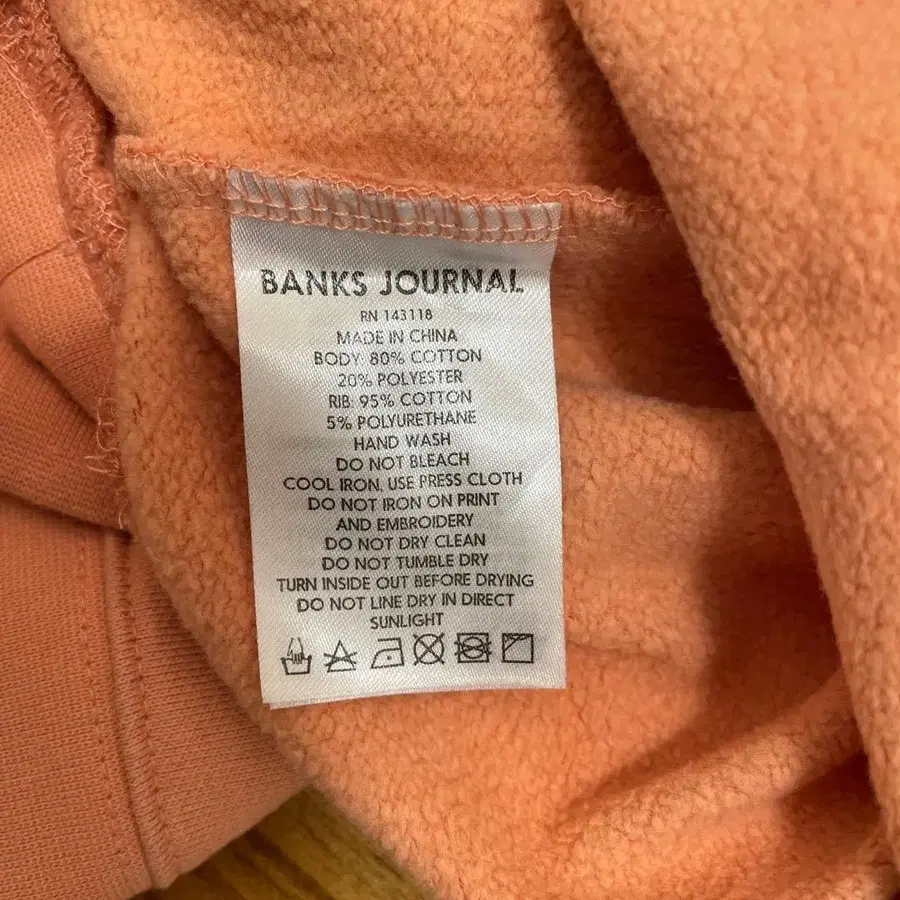 BANKS JOURNAL
RN 143118
MADE IN CHINA
BODY: 80% COTTON
20% POLYESTER
RIB: 95% COTTON
5% POLYURETHANE
HAND WASH
DO NOT BLEACH
COOL IRON, USE PRESS CLOTH
DO NOT IRON ON PRINT
AND EMBROIDERY
DO NOT DRY CLEAN
DO NOT TUMBLE DRY
TURN INSIDE OUT BEFORE DRYING
DO NOT LINE DRY IN DIRECT
SUNLIGHT